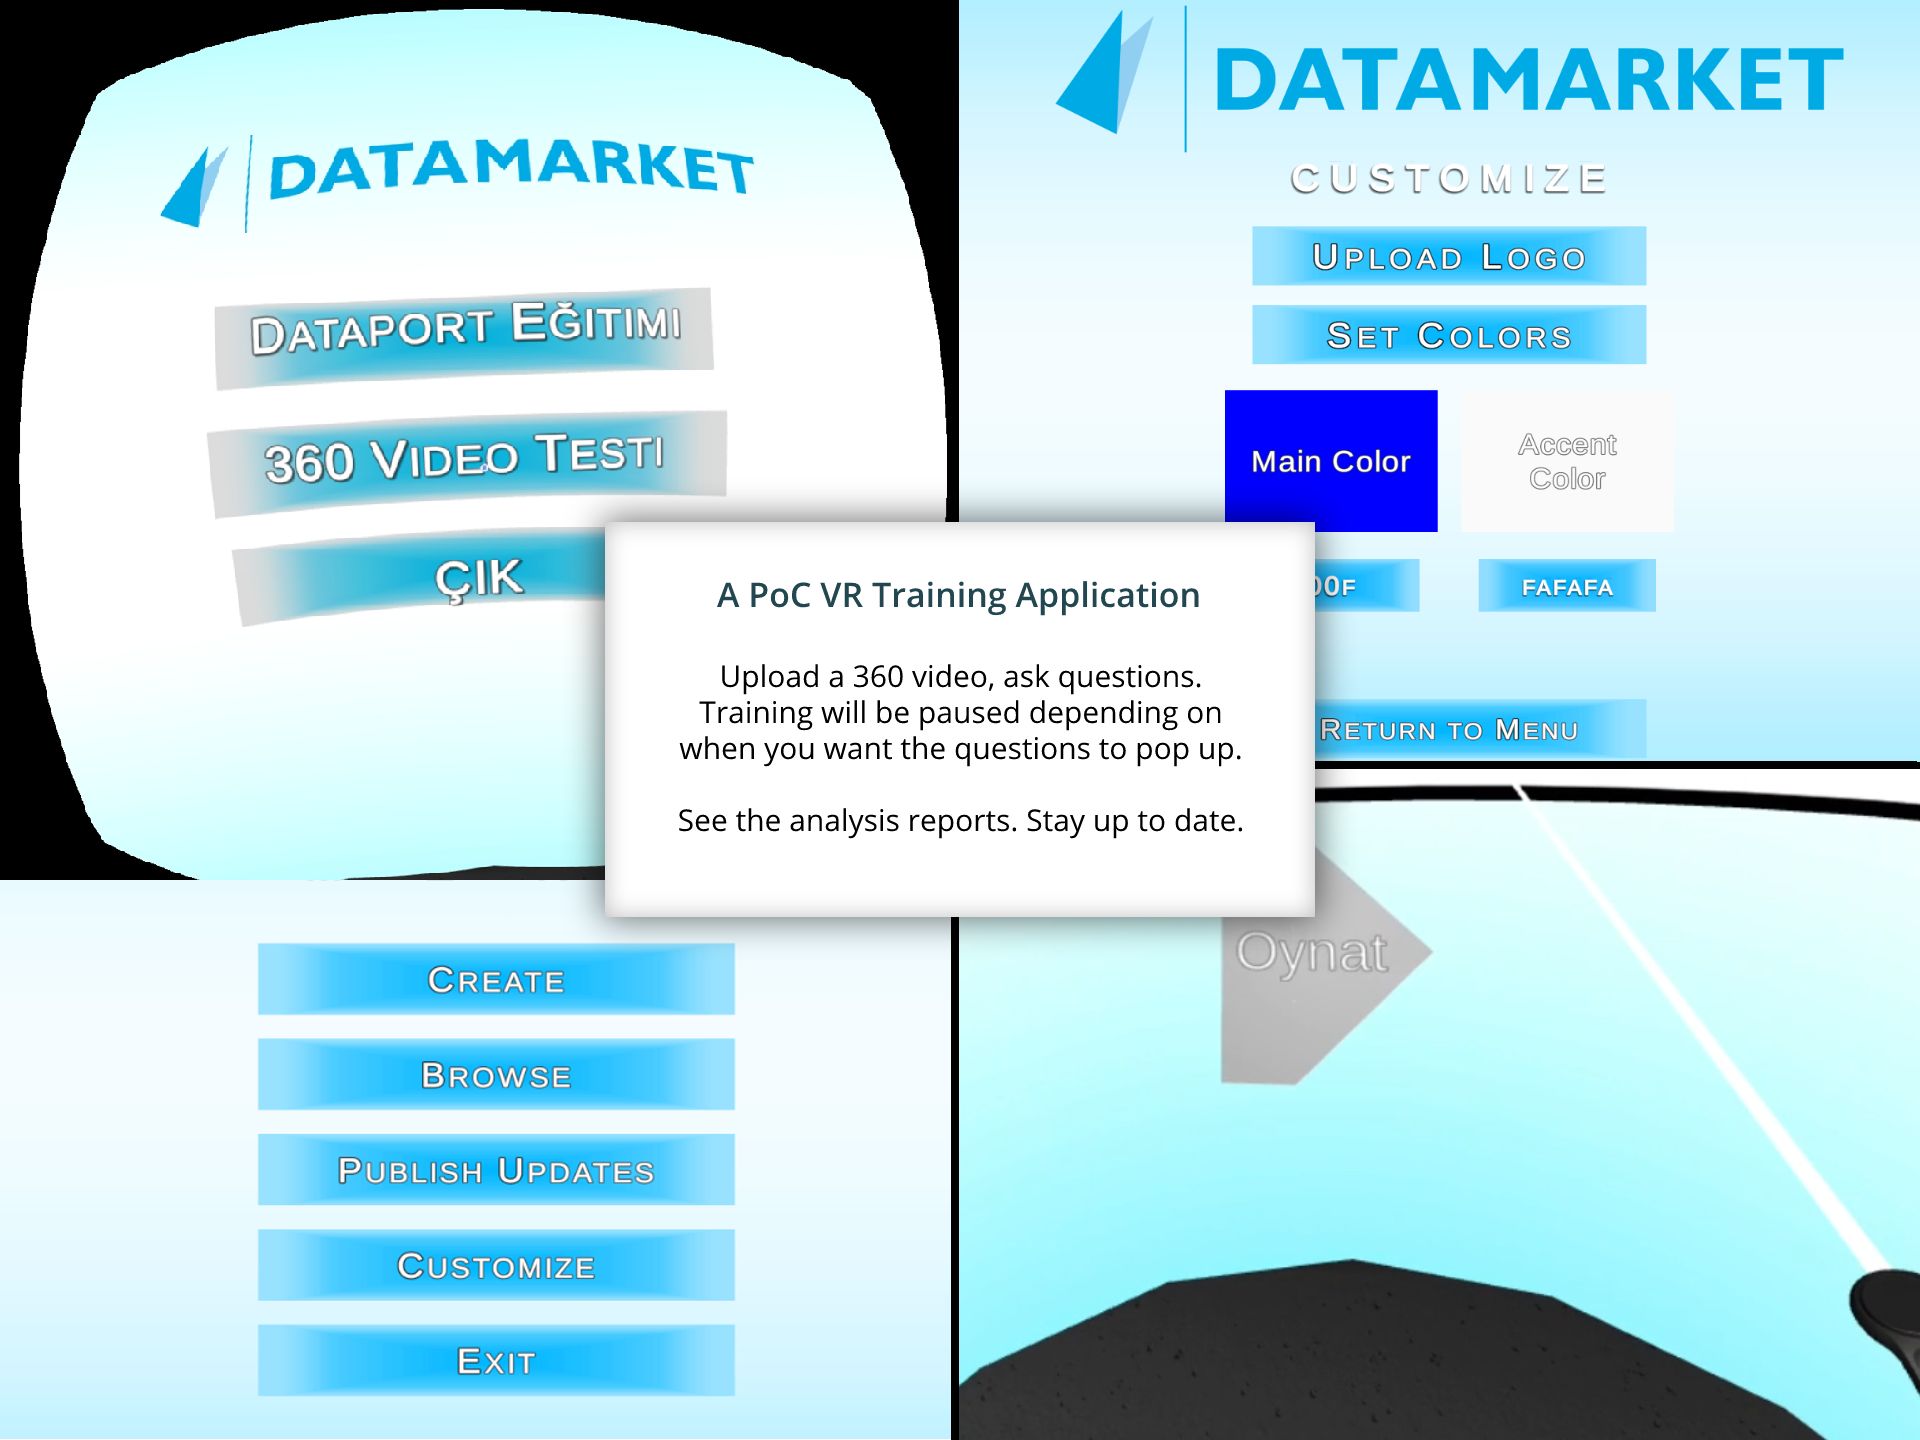 DATAMARKET
DATAPORT EĞITIMI
360 VIDEO TESTI
ÇIK
DATAMARKET
CUSTOMIZE
UPLOAD LOGO
SET COLORS
Main Color
Accent
Color
00F
FAFAFA
RETURN TO MENU
A PoC VR Training Application
Upload a 360 video, ask questions.
Training will be paused depending on
when you want the questions to pop up.
See the analysis reports. Stay up to date.
CREATE
BROWSE
PUBLISH UPDATES
CUSTOMIZE
EXIT
Oynat